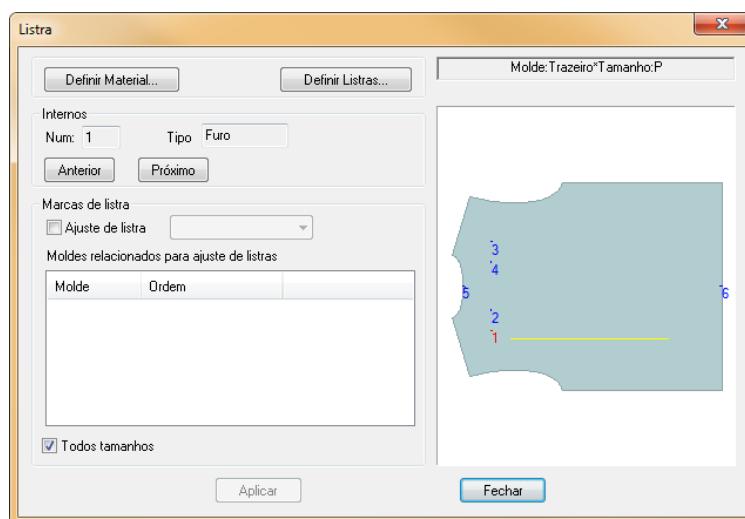 Listra
Definir Material...
Definir Listras...
Molde:Trazeiro*Tamanho:P
Internos
Num: 1
Tipo Furo
Anterior
Próximo
Marcas de listra
Ajuste de listra
Moldes relacionados para ajuste de listras
Molde Ordem
Todos tamanhos
Aplicar
Fechar
3
4
5
6
2
1